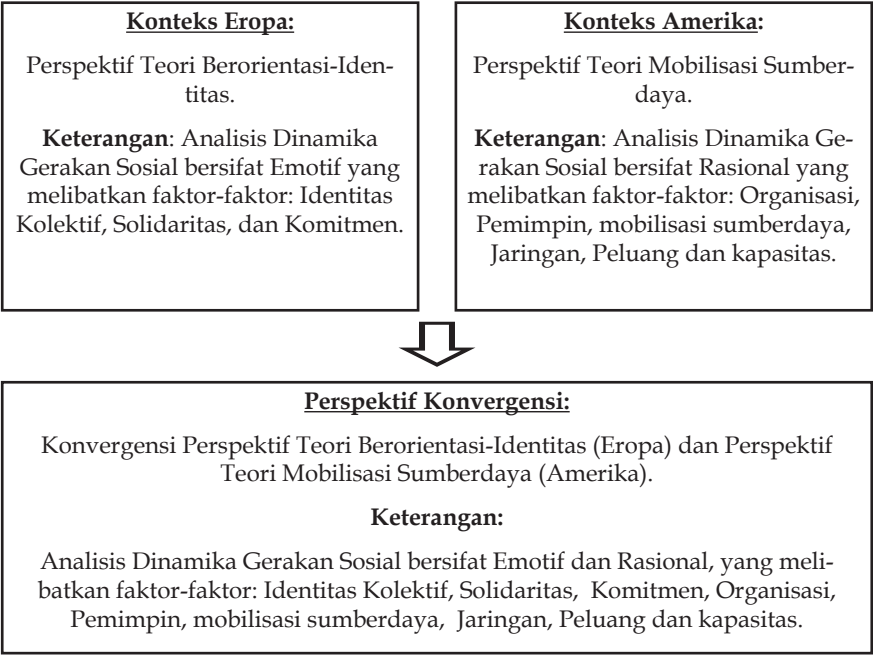 Konteks Eropa:
Perspektif Teori Berorientasi-Iden-
titas.
Keterangan: Analisis Dinamika
Gerakan Sosial bersifat Emotif yang
melibatkan faktor-faktor: Identitas
Kolektif, Solidaritas, dan Komitmen.
Konteks Amerika:
Perspektif Teori Mobilisasi Sumber-
daya.
Keterangan: Analisis Dinamika Ge-
rakan Sosial bersifat Rasional yang
melibatkan faktor-faktor: Organisasi,
Pemimpin, mobilisasi sumberdaya,
Jaringan, Peluang dan kapasitas.
Perspektif Konvergensi:
Konvergensi Perspektif Teori Berorientasi-Identitas (Eropa) dan Perspektif
Teori Mobilisasi Sumberdaya (Amerika).
Keterangan:
Analisis Dinamika Gerakan Sosial bersifat Emotif dan Rasional, yang meli-
batkan faktor-faktor: Identitas Kolektif, Solidaritas, Komitmen, Organisasi,
Pemimpin, mobilisasi sumberdaya, Jaringan, Peluang dan kapasitas.